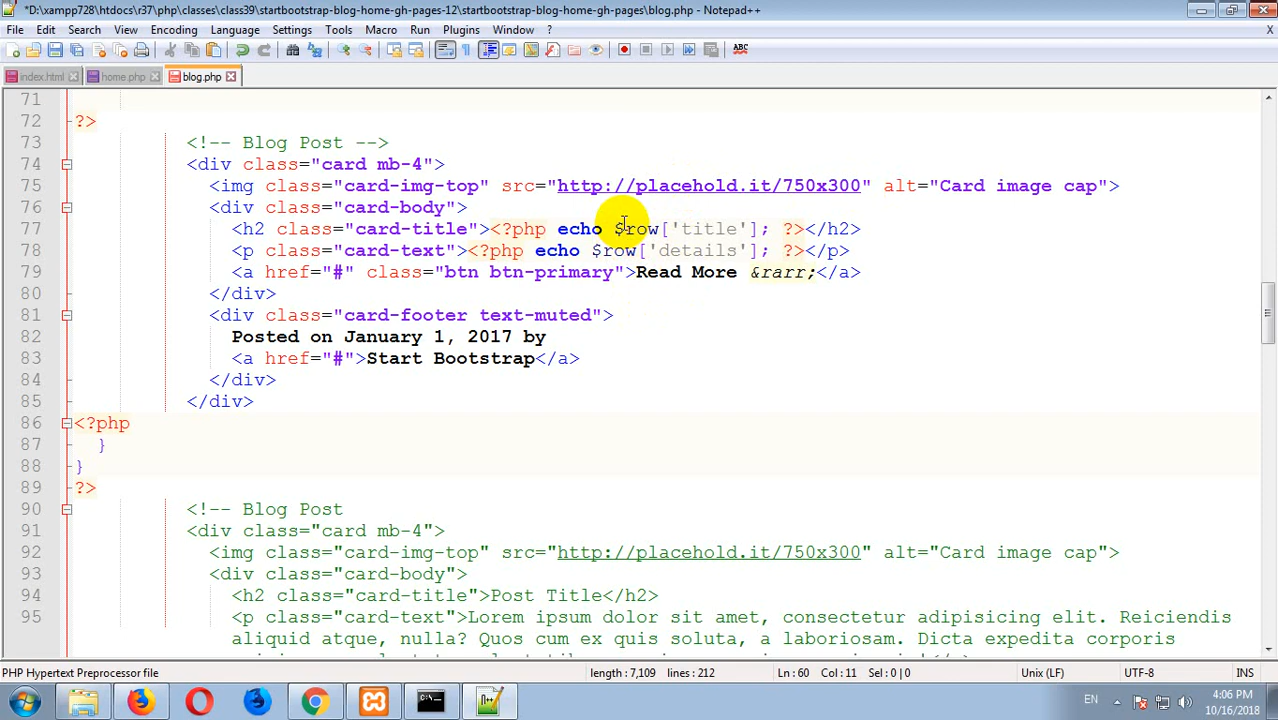 *D:\xampp728\htdocs\r37\php\classes\class39\startbootstrap-blog-home-gh-pages-12\startbootstrap-blog-home-gh-pages\blog.php - Notepad++
File Edit Search View Encoding Language Settings Tools Macro Run Plugins Window ? X
ABC
index.html home.php blog.php
71
72 ?>
73 <!-- Blog Post -->
74 <div class="card mb-4">
75 <img class="card-img-top" src="http://placehold.it/750x300" alt="Card image cap">
76 <div class="card-body">
77 <h2 class="card-title"><?php echo $row['title']; ?></h2>
78 <p class="card-text"><?php echo $row['details']; ?></p>
79 <a href="#" class="btn btn-primary">Read More &rarr;</a>
80 </div>
81 <div class="card-footer text-muted">
82 Posted on January 1, 2017 by
83 <a href="#">Start Bootstrap</a>
84 </div>
85 </div>
86 <?php
87 }
88 }
89 ?>
90 <!-- Blog Post
91 <div class="card mb-4">
92 <img class="card-img-top" src="http://placehold.it/750x300" alt="Card image cap">
93 <div class="card-body">
94 <h2 class="card-title">Post Title</h2>
95 <p class="card-text">Lorem ipsum dolor sit amet, consectetur adipisicing elit. Reiciendis
aliquid atque, nulla? Quos cum ex quis soluta, a laboriosam. Dicta expedita corporis
PHP Hypertext Preprocessor file length : 7,109 lines : 212 Ln : 60 Col : 11 Sel : 0 | 0 Unix (LF) UTF-8 INS
EN 4:06 PM
10/16/2018